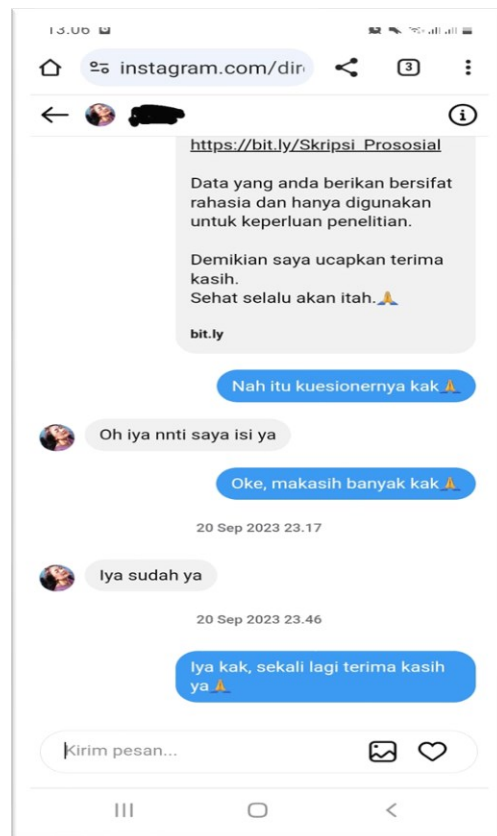 13.06
instagram.com/dir
3
https://bit.ly/Skripsi_Prososial
Data yang anda berikan bersifat
rahasia dan hanya digunakan
untuk keperluan penelitian.
Demikian saya ucapkan terima
kasih.
Sehat selalu akan itah.🙏
bit.ly
Nah itu kuesionernya kak🙏
Oh iya nnti saya isi ya
Oke, makasih banyak kak🙏
20 Sep 2023 23.17
Iya sudah ya
20 Sep 2023 23.46
Iya kak, sekali lagi terima kasih
ya🙏
Kirim pesan...